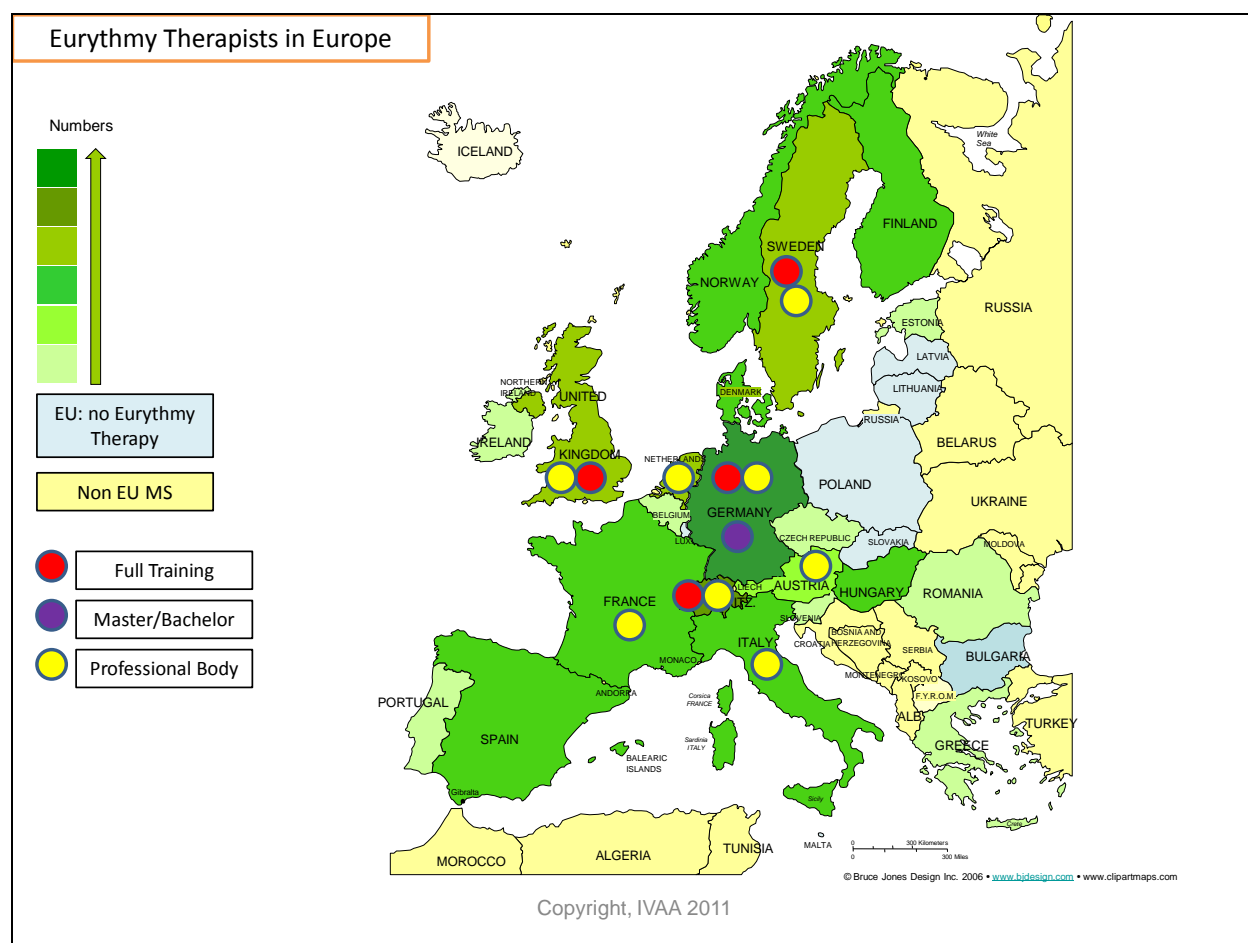 Eurythmy Therapists in Europe
Numbers
EU: no Eurythmy
Therapy
Non EU MS
Full Training
Master/Bachelor
Professional Body
ICELAND
White
Sea
FINLAND
SWEDEN
NORWAY
RUSSIA
ESTONIA
LATVIA
LITHUANIA
RUSSIA
DENMARK
NORTHERN
IRELAND
UNITED
KINGDOM
IRELAND
BELARUS
NETHERLANDS
POLAND
UKRAINE
BELGIUM
GERMANY
LUX.
CZECH REPUBLIC
SLOVAKIA
MOLDOVA
LIECH
AUSTRIA
HUNGARY
ROMANIA
FRANCE
TZ.
SLOVENIA
CROATIA
BOSNIA AND
HERZEGOVINA
SERBIA
ITALY
MONACO
MONTENEGRO
KOSOVO
BULGARIA
F.Y.R.O.M.
ALB
ANDORRA
Corsica
FRANCE
PORTUGAL
SPAIN
Sardinia
ITALY
BALEARIC
ISLANDS
GREECE
TURKEY
Gibralta
Sicily
Crete
MALTA
MOROCCO
ALGERIA
TUNISIA
0 300 Kilometers
0 300 Miles
© Bruce Jones Design Inc. 2006 • www.bjdesign.com • www.clipartmaps.com
Copyright, IVAA 2011